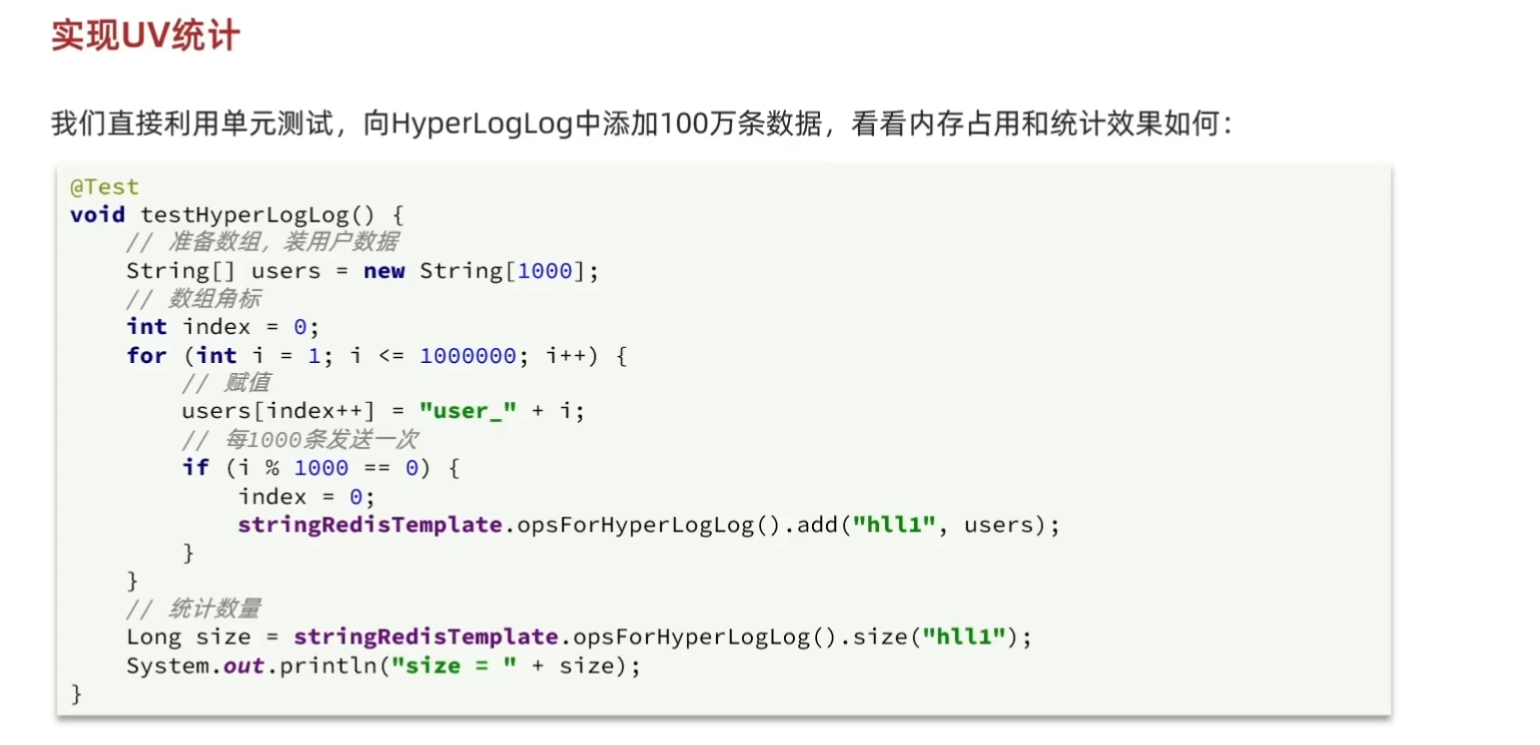 实现UV统计
我们直接利用单元测试，向HyperLogLog中添加100万条数据，看看内存占用和统计效果如何：
@Test
void testHyperLogLog() {
    // 准备数组，装用户数据
    String[] users = new String[1000];
    // 数组角标
    int index = 0;
    for (int i = 1; i <= 1000000; i++) {
        // 赋值
        users[index++] = "user_" + i;
        // 每1000条发送一次
        if (i % 1000 == 0) {
            index = 0;
            stringRedisTemplate.opsForHyperLogLog().add("hll1", users);
        }
    }
    // 统计数量
    Long size = stringRedisTemplate.opsForHyperLogLog().size("hll1");
    System.out.println("size = " + size);
}